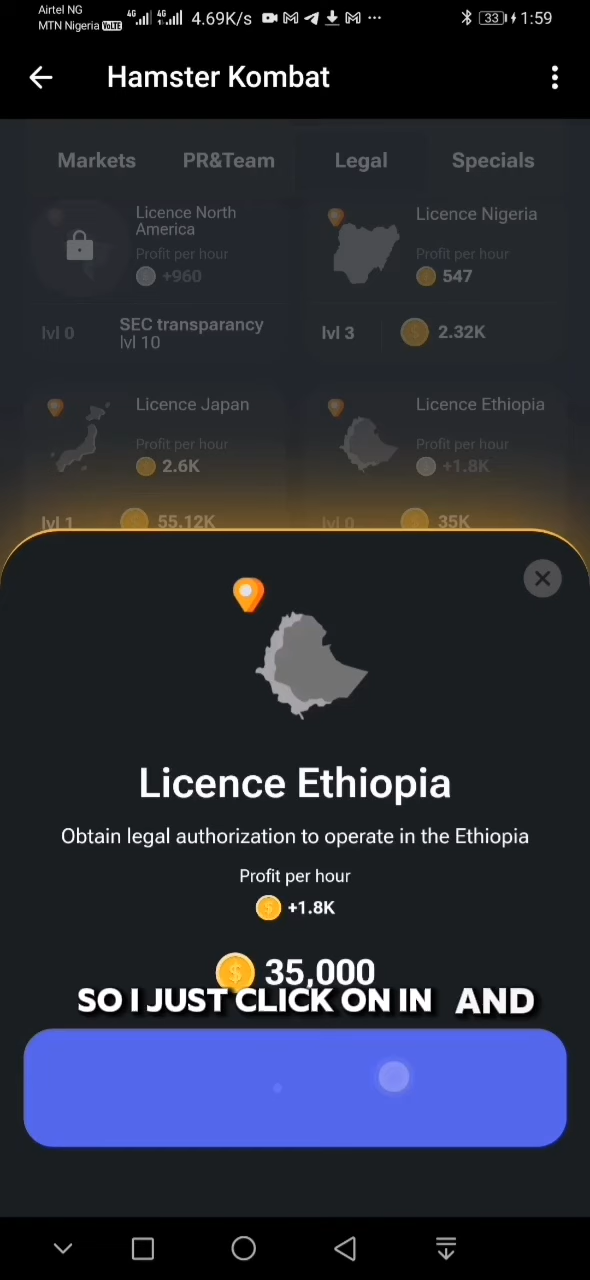 Airtel NG
MTN Nigeria VoLTE 4G 4G 4.69K/s 33 1:59
Hamster Kombat
Markets PR&Team Legal Specials
Licence North
America
Profit per hour
+960
lvl 0 SEC transparancy
lvl 10
Licence Nigeria
Profit per hour
547
lvl 3 2.32K
Licence Japan
Profit per hour
2.6K
lvl 1 55.12K
Licence Ethiopia
Profit per hour
+1.8K
lvl 0 35K
Licence Ethiopia
Obtain legal authorization to operate in the Ethiopia
Profit per hour
+1.8K
35,000
SO I JUST CLICK ON IN AND